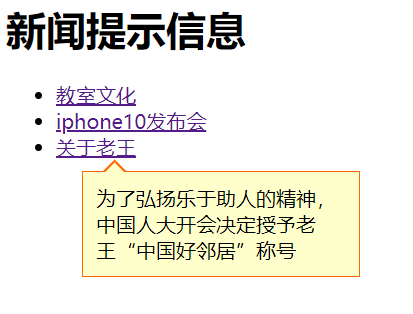 新闻提示信息
教室文化
iphone10发布会
关于老王
为了弘扬乐于助人的精神，
中国人大开会决定授予老
王“中国好邻居”称号